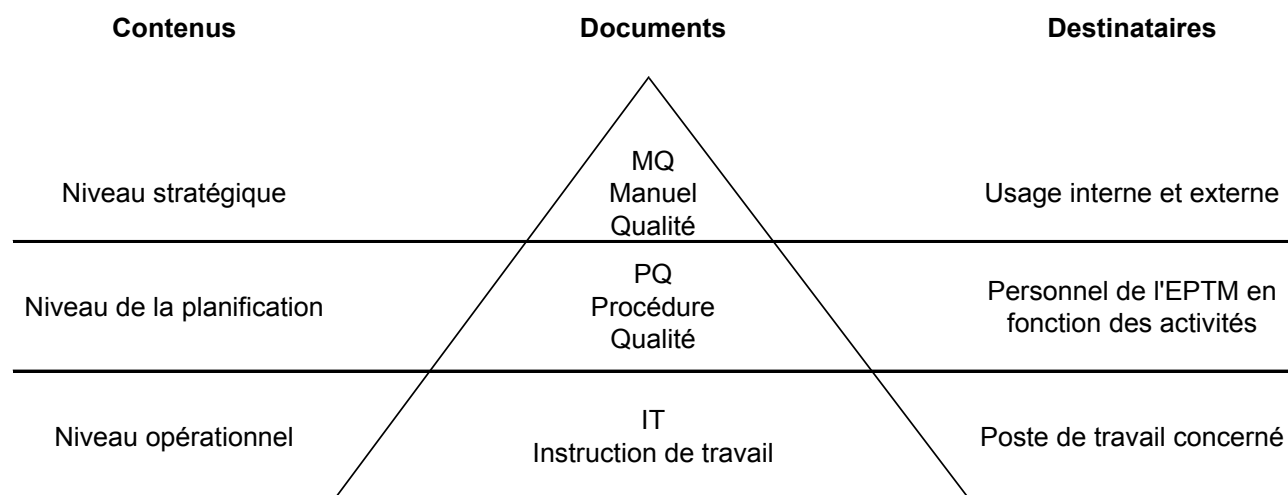 Contenus
Documents
Destinataires
Niveau stratégique
MQ
Manuel
Qualité
Usage interne et externe
Niveau de la planification
PQ
Procédure
Qualité
Personnel de l'EPTM en
fonction des activités
Niveau opérationnel
IT
Instruction de travail
Poste de travail concerné